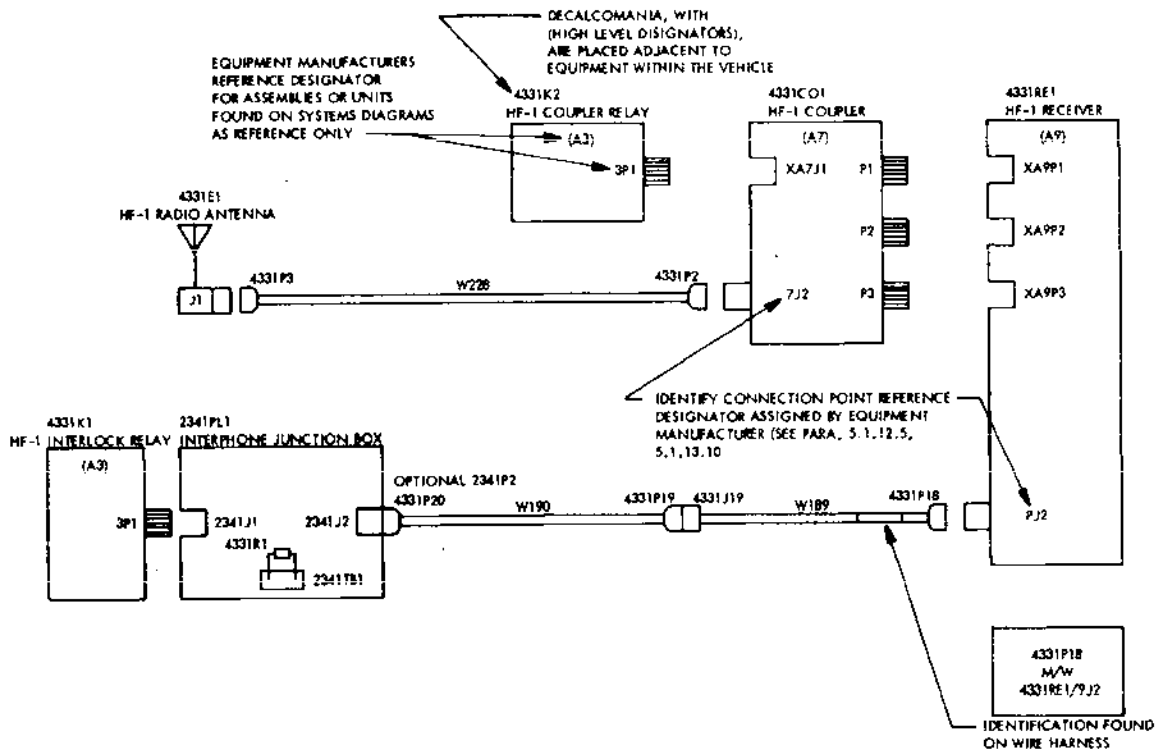 DECALCOMANIA, WITH
(HIGH LEVEL DISIGNATORS),
ARE PLACED ADJACENT TO
EQUIPMENT WITHIN THE VEHICLE
EQUIPMENT MANUFACTURERS
REFERENCE DESIGNATOR
FOR ASSEMBLIES OR UNITS
FOUND ON SYSTEMS DIAGRAMS
AS REFERENCE ONLY
4331K2
HF-1 COUPLER RELAY
(A3)
3P1
4331CO1
HF-1 COUPLER
(A7)
XA7J1
P1
P2
7J2
P3
4331RE1
HF-1 RECEIVER
(A9)
XA9P1
XA9P2
XA9P3
4331E1
HF-1 RADIO ANTENNA
J1
4331P3
W228
4331P2
IDENTIFY CONNECTION POINT REFERENCE
DESIGNATOR ASSIGNED BY EQUIPMENT
MANUFACTURER (SEE PARA, 5.1.12.5,
5.1.13.10
4331K1
HF-1 INTERLOCK RELAY
(A3)
3P1
2341PL1
INTERPHONE JUNCTION BOX
2341J1
2341J2
4331R1
2341TB1
OPTIONAL 2341P2
4331P20
W190
4331P19
4331J19
W189
4331P18
9J2
4331P18
M/W
4331RE1/9J2
IDENTIFICATION FOUND
ON WIRE HARNESS